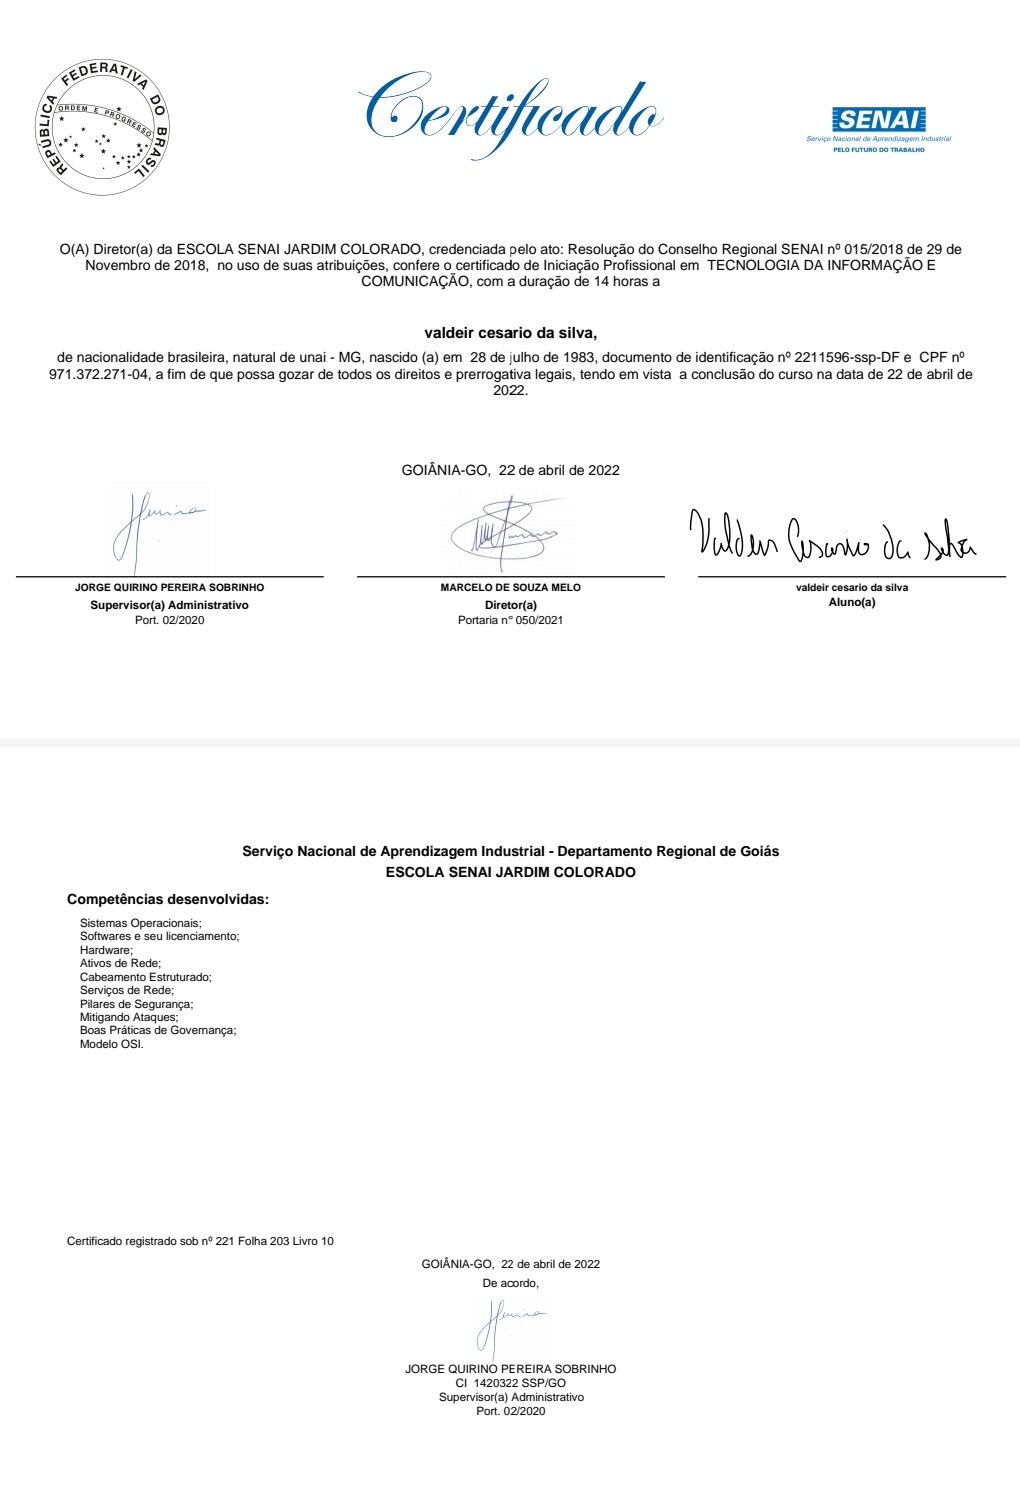 REPÚBLICA FEDERATIVA DO BRASIL
ORDEM E PROGRESSO
Certificado
SENAI
Serviço Nacional de Aprendizagem Industrial
PELO FUTURO DO TRABALHO
O(A) Diretor(a) da ESCOLA SENAI JARDIM COLORADO, credenciada pelo ato: Resolução do Conselho Regional SENAI nº 015/2018 de 29 de
Novembro de 2018, no uso de suas atribuições, confere o certificado de Iniciação Profissional em TECNOLOGIA DA INFORMAÇÃO E
COMUNICAÇÃO, com a duração de 14 horas a
valdeir cesario da silva,
de nacionalidade brasileira, natural de unai - MG, nascido (a) em 28 de julho de 1983, documento de identificação nº 2211596-ssp-DF e CPF nº
971.372.271-04, a fim de que possa gozar de todos os direitos e prerrogativa legais, tendo em vista a conclusão do curso na data de 22 de abril de
2022.
GOIÂNIA-GO, 22 de abril de 2022
Valdeir Cesario da Silva
JORGE QUIRINO PEREIRA SOBRINHO
Supervisor(a) Administrativo
Port. 02/2020
MARCELO DE SOUZA MELO
Diretor(a)
Portaria nº 050/2021
valdeir cesario da silva
Aluno(a)
Serviço Nacional de Aprendizagem Industrial - Departamento Regional de Goiás
ESCOLA SENAI JARDIM COLORADO
Competências desenvolvidas:
Sistemas Operacionais;
Softwares e seu licenciamento;
Hardware;
Ativos de Rede;
Cabeamento Estruturado;
Serviços de Rede;
Pilares de Segurança;
Mitigando Ataques;
Boas Práticas de Governança;
Modelo OSI.
Certificado registrado sob nº 221 Folha 203 Livro 10
GOIÂNIA-GO, 22 de abril de 2022
De acordo,
JORGE QUIRINO PEREIRA SOBRINHO
CI 1420322 SSP/GO
Supervisor(a) Administrativo
Port. 02/2020